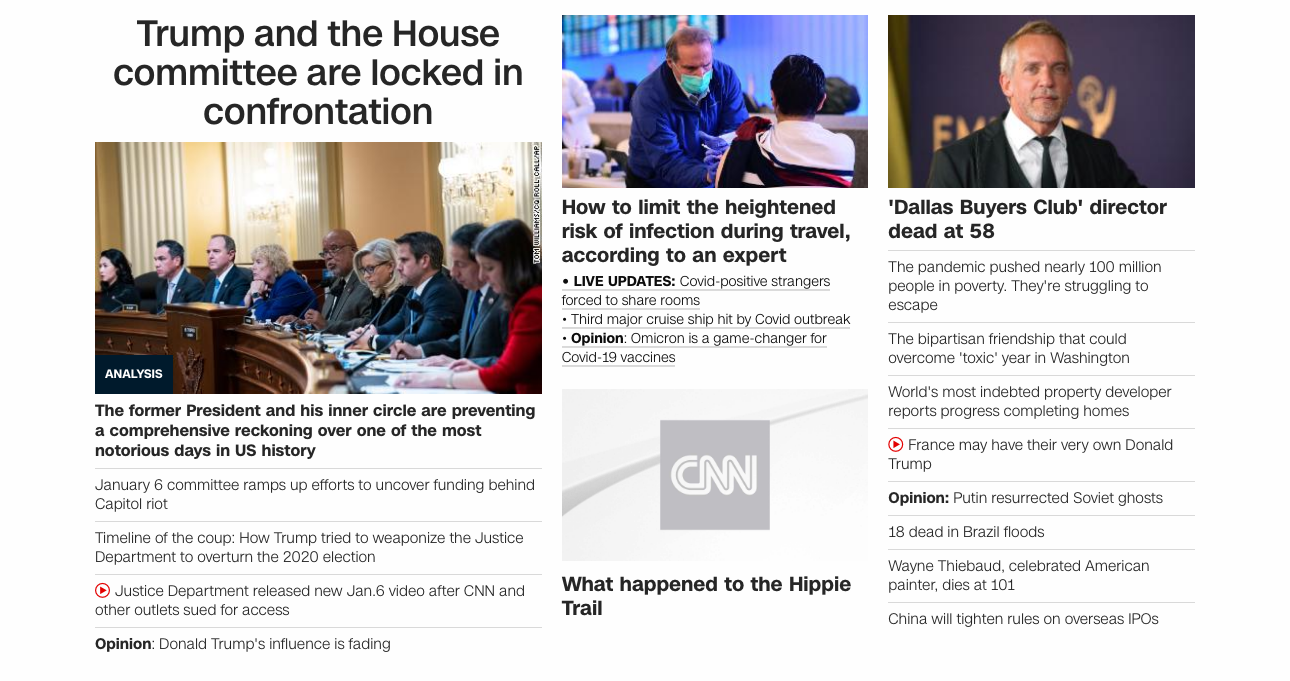 Trump and the House
committee are locked in
confrontation
TOM WILLIAMS/CQ ROLL CALL/AP
ANALYSIS
The former President and his inner circle are preventing
a comprehensive reckoning over one of the most
notorious days in US history
January 6 committee ramps up efforts to uncover funding behind
Capitol riot
Timeline of the coup: How Trump tried to weaponize the Justice
Department to overturn the 2020 election
Justice Department released new Jan.6 video after CNN and
other outlets sued for access
Opinion: Donald Trump's influence is fading
How to limit the heightened
risk of infection during travel,
according to an expert
• LIVE UPDATES: Covid-positive strangers
forced to share rooms
• Third major cruise ship hit by Covid outbreak
• Opinion: Omicron is a game-changer for
Covid-19 vaccines
CNN
What happened to the Hippie
Trail
'Dallas Buyers Club' director
dead at 58
The pandemic pushed nearly 100 million
people in poverty. They're struggling to
escape
The bipartisan friendship that could
overcome 'toxic' year in Washington
World's most indebted property developer
reports progress completing homes
France may have their very own Donald
Trump
Opinion: Putin resurrected Soviet ghosts
18 dead in Brazil floods
Wayne Thiebaud, celebrated American
painter, dies at 101
China will tighten rules on overseas IPOs